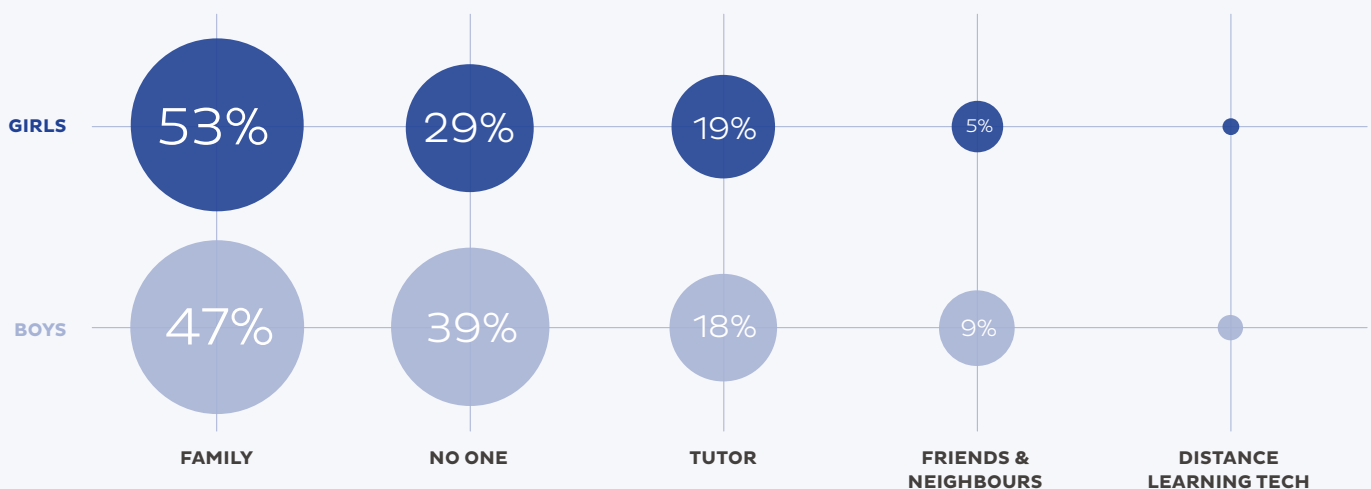 GIRLS
53%
29%
19%
5%
BOYS
47%
39%
18%
9%
FAMILY
NO ONE
TUTOR
FRIENDS &
NEIGHBOURS
DISTANCE
LEARNING TECH